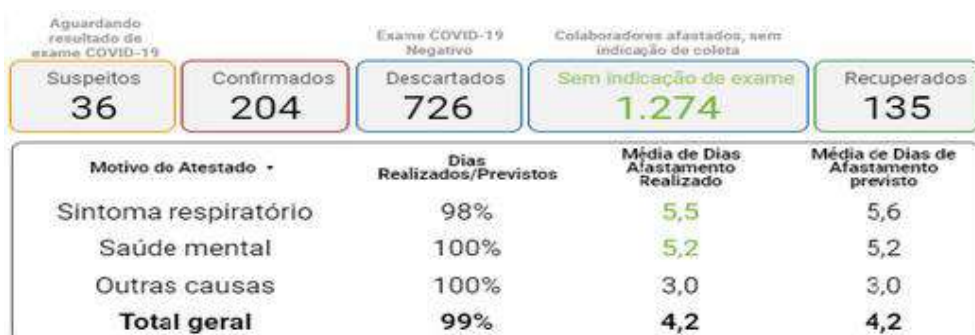 Aguardando
resultado de
exame COVID-19
Exame COVID-19
Negativo
Colaboradores afastados, sem
indicação de coleta
Suspeitos
36
Confirmados
204
Descartados
726
Sem indicação de exame
1.274
Recuperados
135
Motivo do Atestado
Dias
Realizados/Previstos
Média de Dias
Afastamento
Realizado
Média de Dias de
Afastamento
previsto
Sintoma respiratório 98% 5,5 5,6
Saúde mental 100% 5,2 5,2
Outras causas 100% 3,0 3,0
Total geral 99% 4,2 4,2